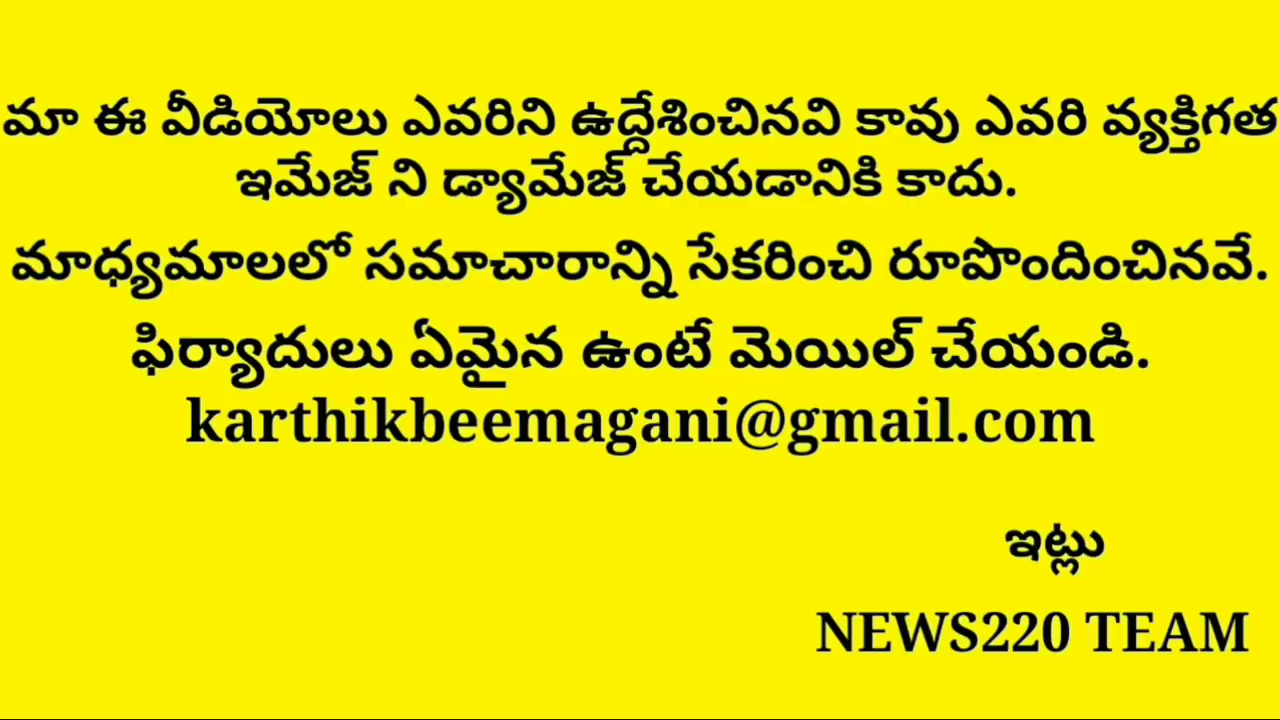 మా ఈ వీడియోలు ఎవరిని ఉద్దేశించినవి కావు ఎవరి వ్యక్తిగత
ఇమేజ్ ని డ్యామేజ్ చేయడానికి కాదు.
మాధ్యమాలలో సమాచారాన్ని సేకరించి రూపొందించినవే.
ఫిర్యాదులు ఏమైన ఉంటే మెయిల్ చేయండి.
karthikbeemagani@gmail.com
ఇట్లు
NEWS220 TEAM